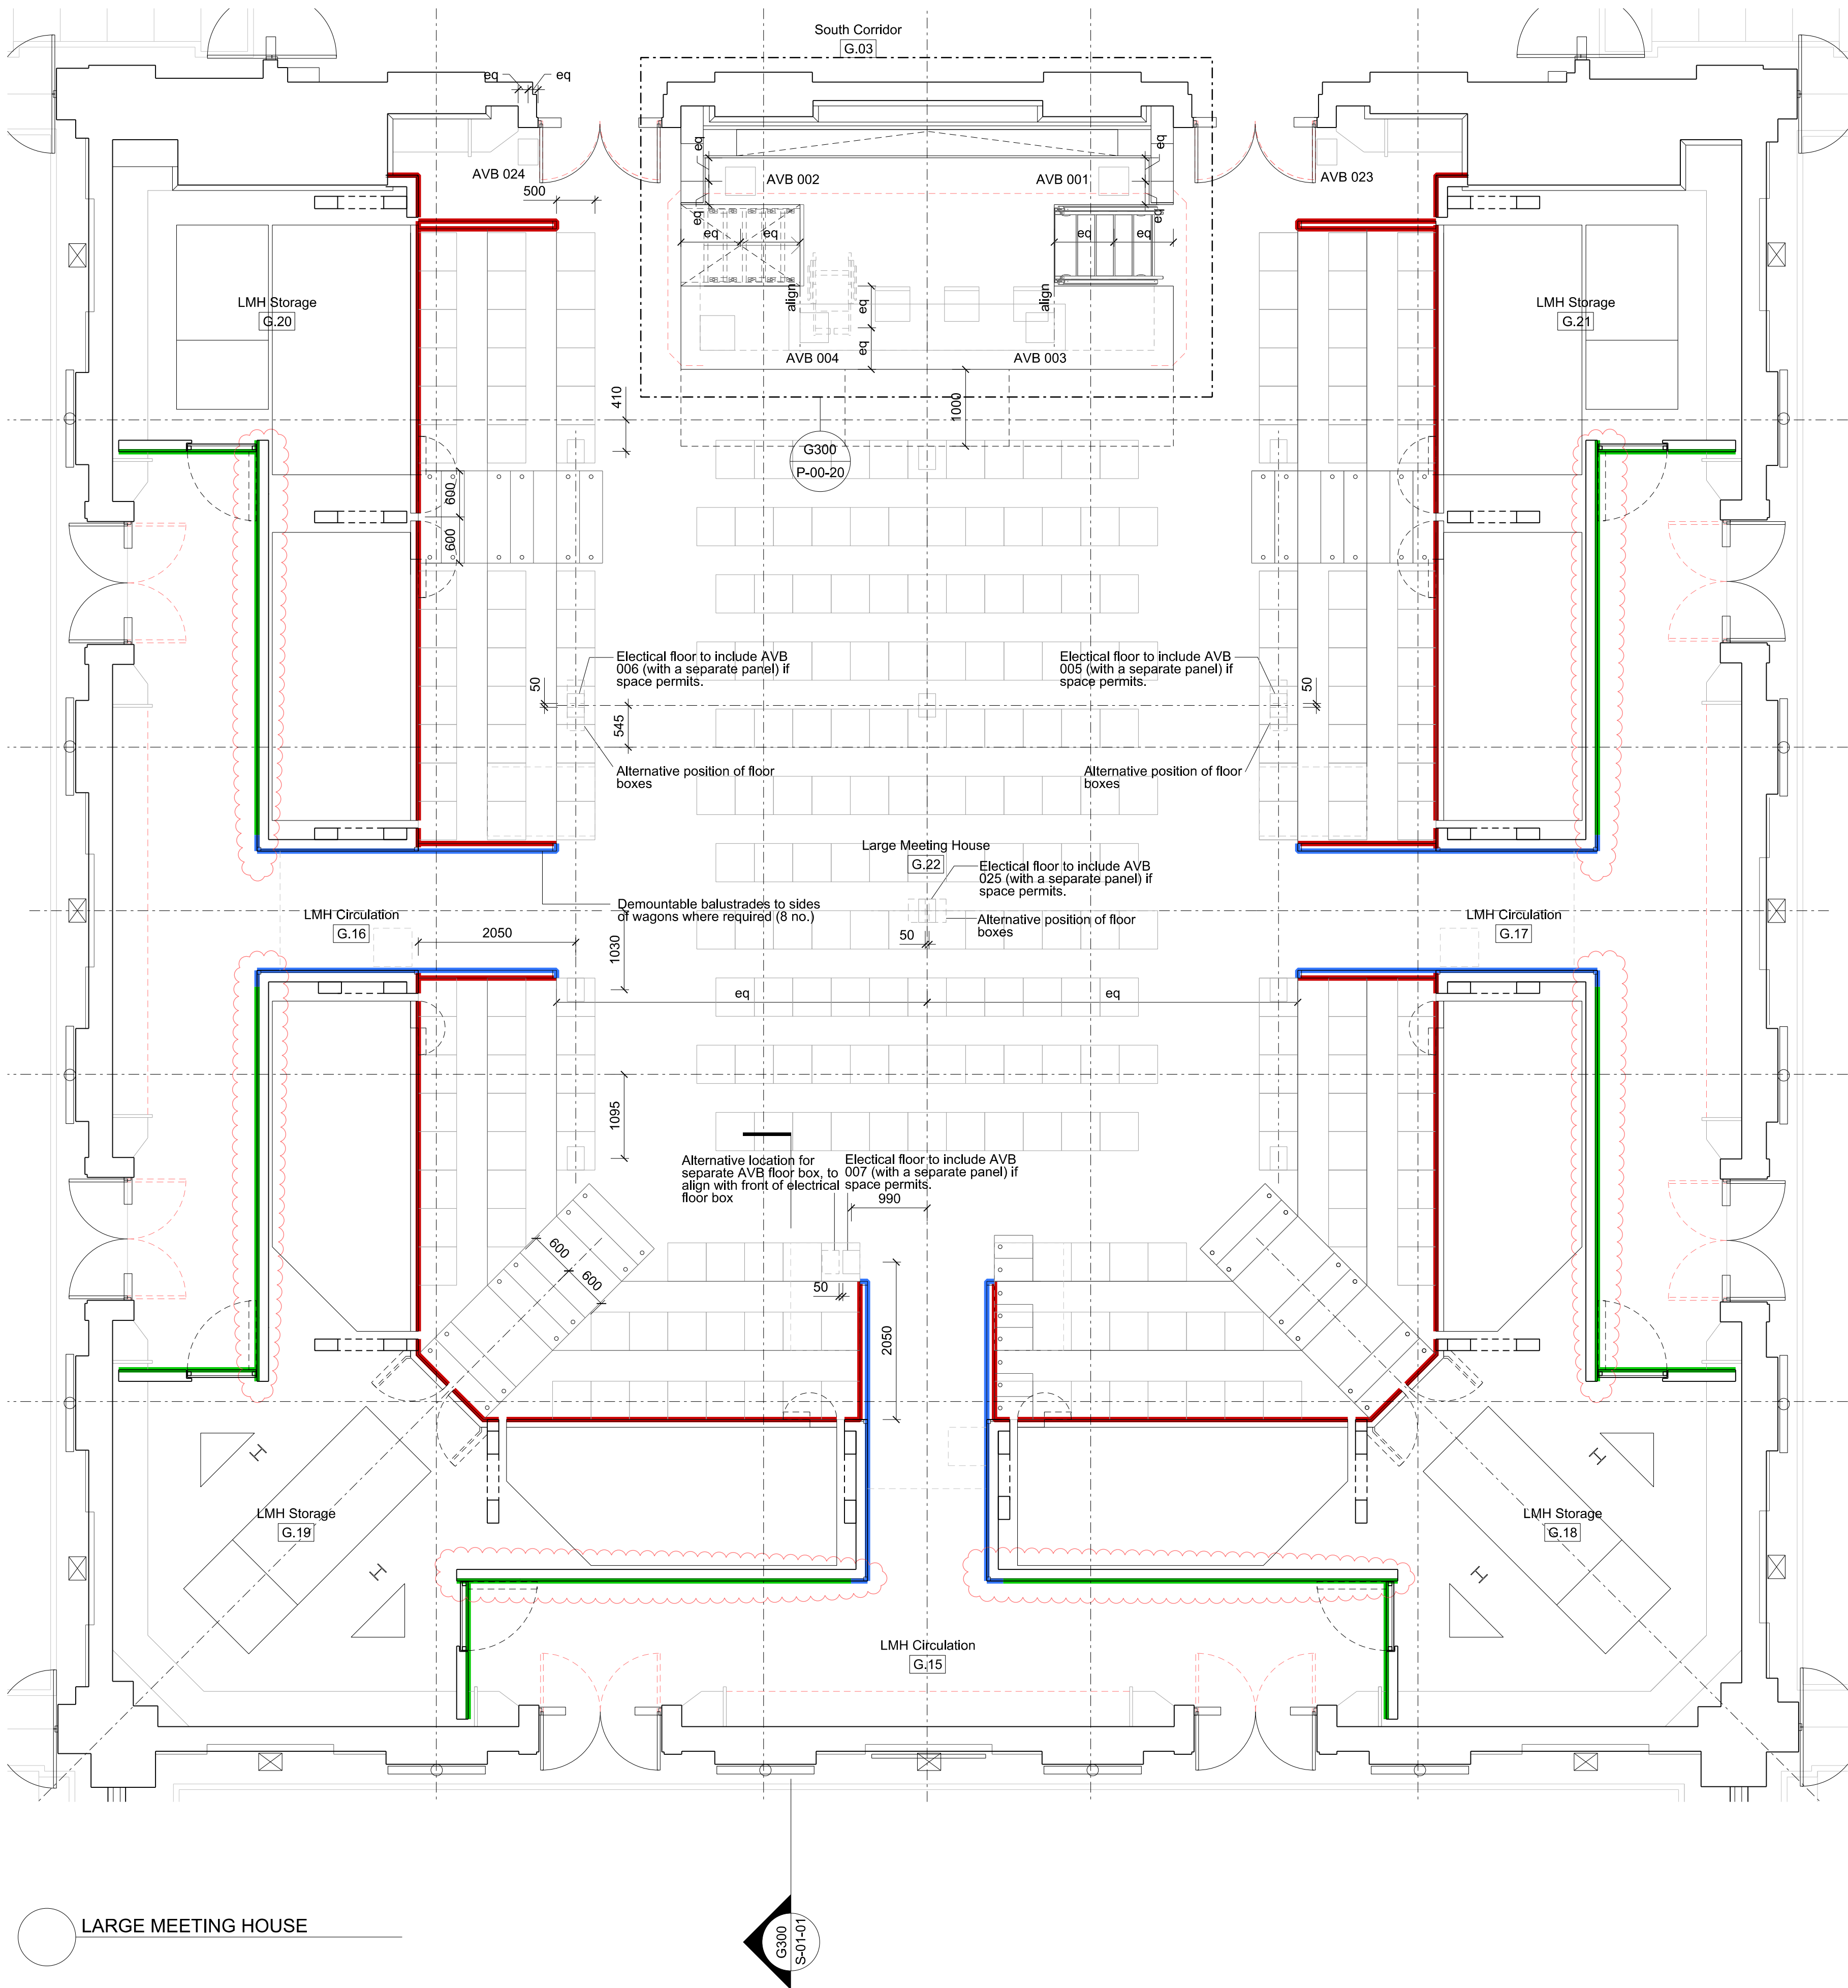 South Corridor
G.03
eq
eq
AVB 024
500
eq
eq
AVB 002
AVB 001
eq
eq
AVB 023
eq
eq
eq
eq
LMH Storage
G.20
align
align
eq
eq
AVB 004
AVB 003
LMH Storage
G.21
410
1000
G300
P-00-20
600
600
Electical floor to include AVB
006 (with a separate panel) if
space permits.
Electical floor to include AVB
005 (with a separate panel) if
space permits.
50
545
50
Alternative position of floor
boxes
Alternative position of floor
boxes
Large Meeting House
G.22
Electical floor to include AVB
025 (with a separate panel) if
space permits.
Demountable balustrades to sides
of wagons where required (8 no.)
Alternative position of floor
boxes
LMH Circulation
G.16
2050
1030
50
LMH Circulation
G.17
eq
eq
1095
Alternative location for
separate AVB floor box, to
align with front of electrical
floor box
Electical floor to include AVB
007 (with a separate panel) if
space permits.
990
600
600
50
2050
H
H
LMH Storage
G.19
LMH Storage
G.18
H
H
LMH Circulation
G.15
LARGE MEETING HOUSE
G300
S-01-01